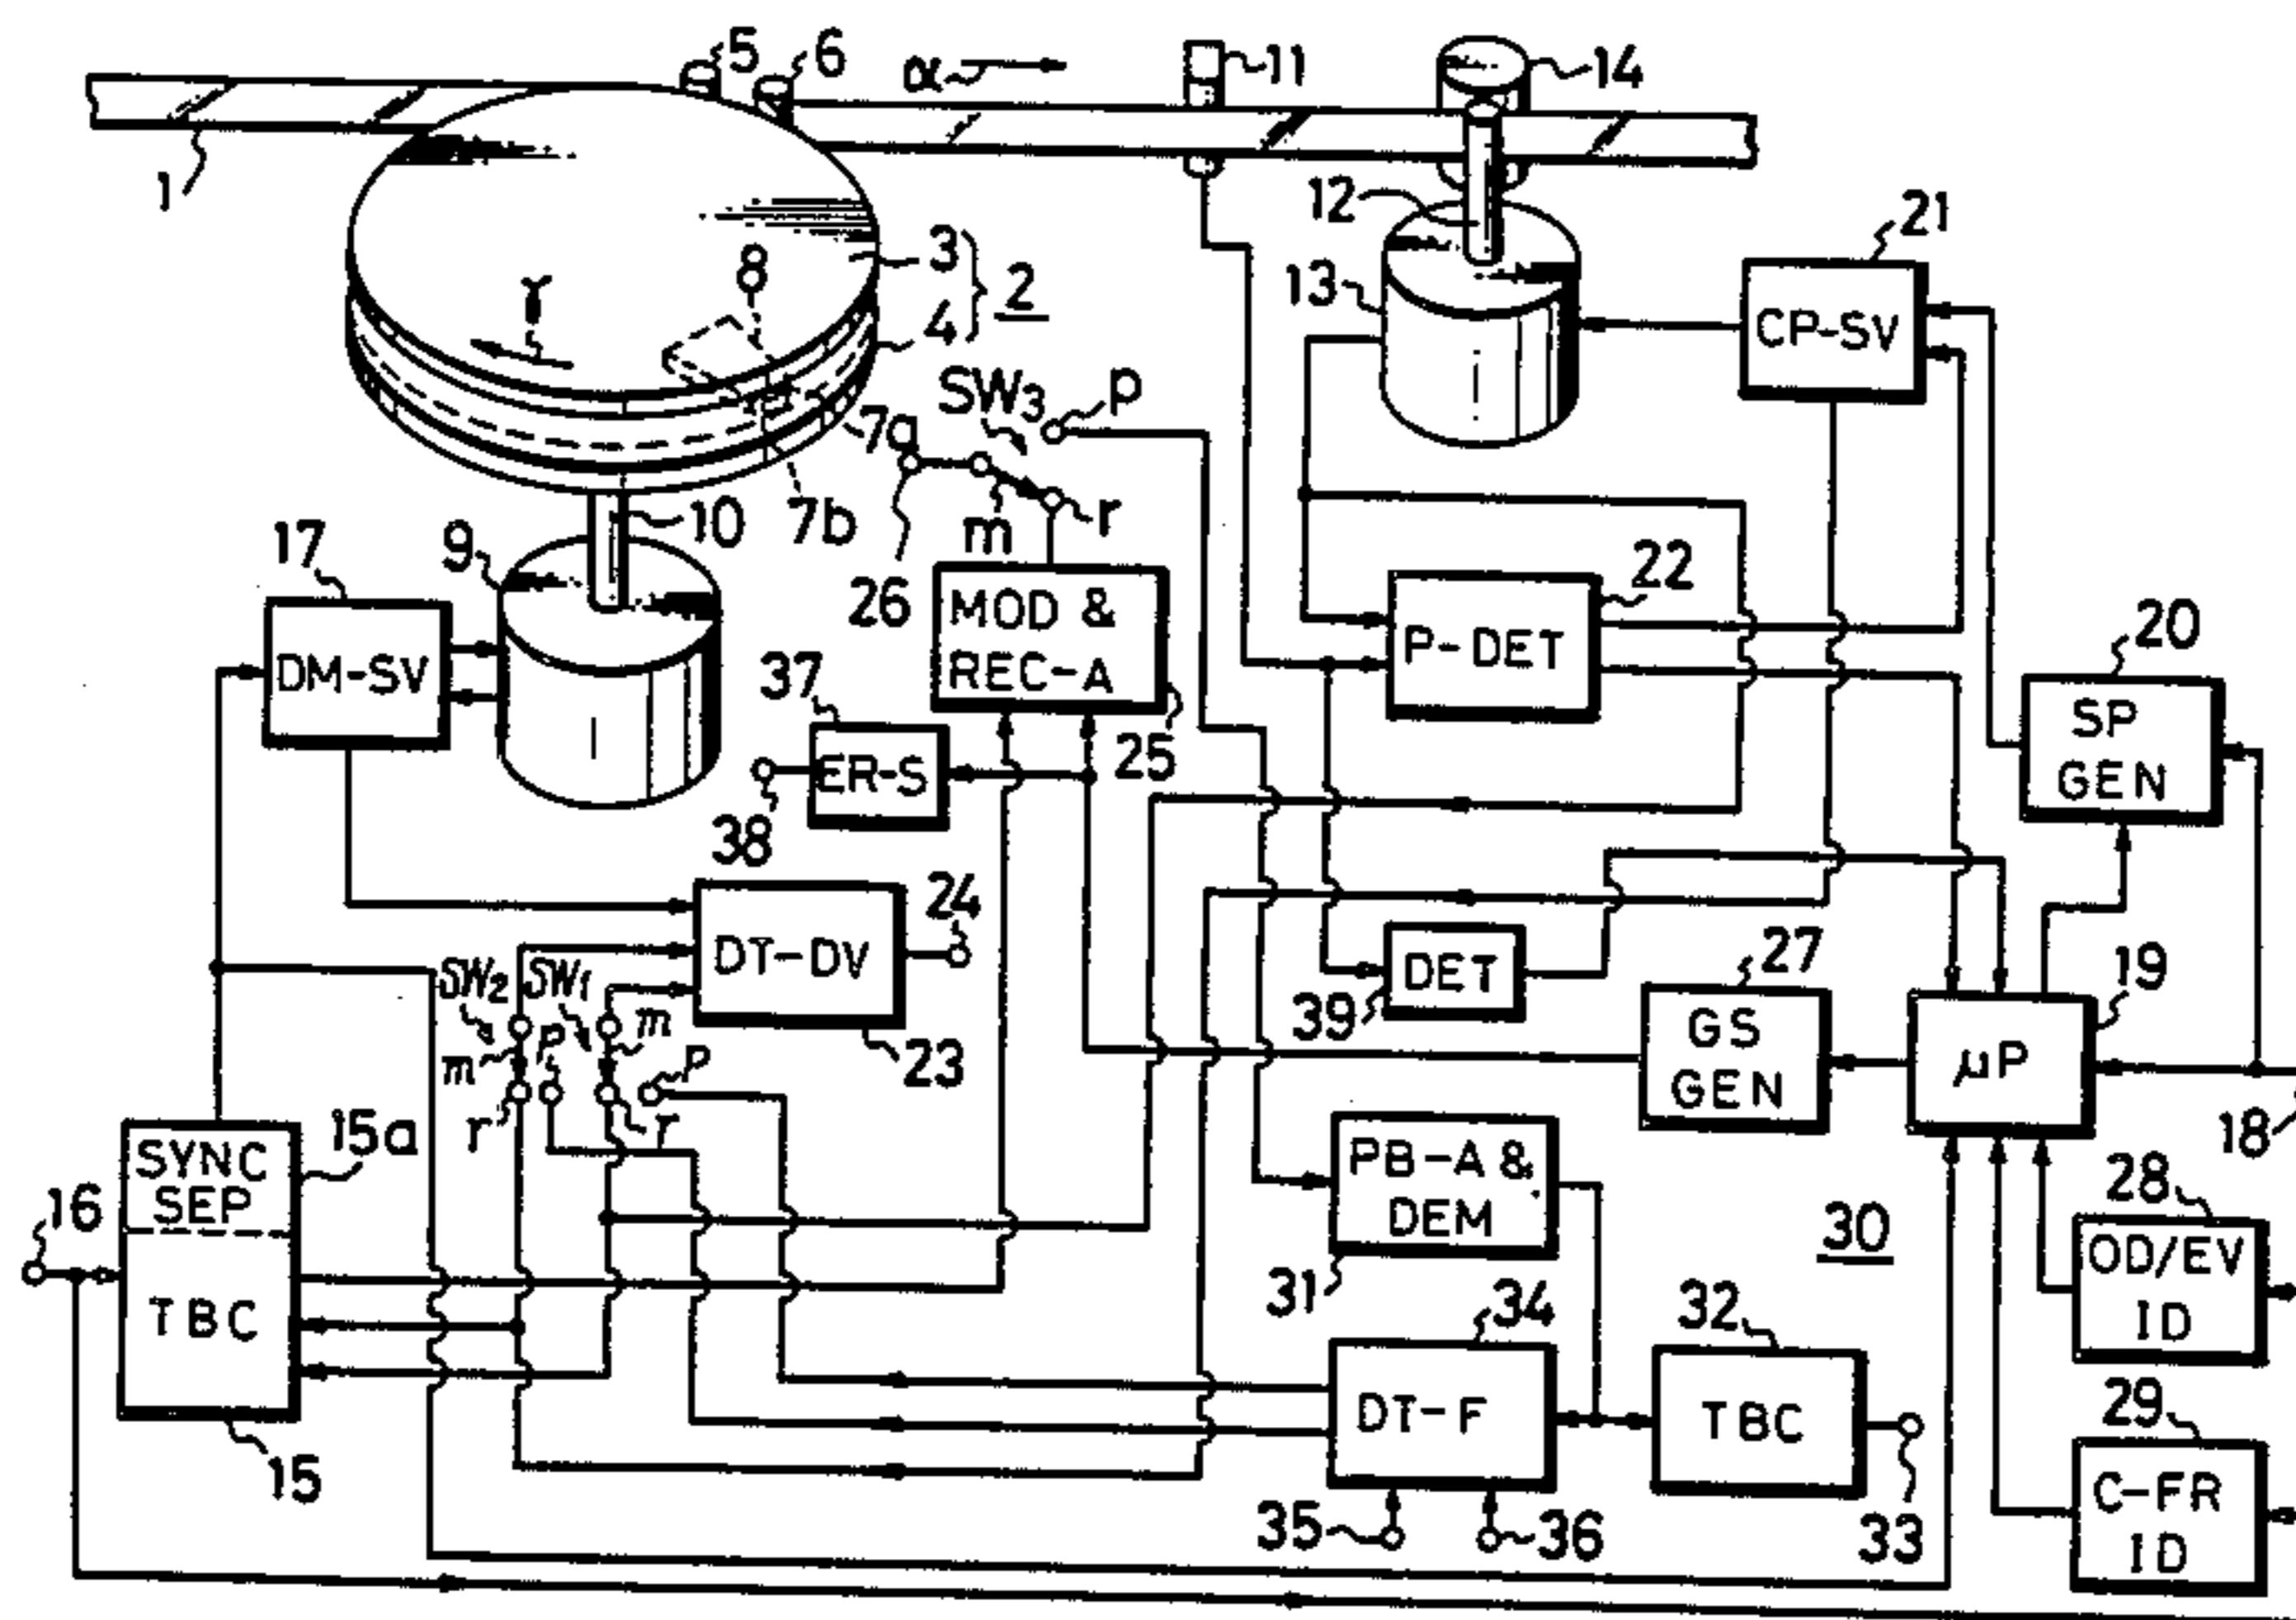 5
6
α
11
14
1
12
21
3
2
8
4
γ
13
CP-SV
SW3
p
7a
m
r
26
7b
10
17
9
22
20
MOD &
REC-A
P-DET
DM-SV
37
SP
GEN
25
ER-S
38
24
DT-DV
27
19
DET
39
SW2
SW1
m
m
p
p
r
r
23
GS
GEN
μP
18
15a
SYNC
SEP
PB-A &
DEM
28
16
30
OD/EV
ID
31
34
32
TBC
29
DT-F
TBC
15
C-FR
ID
35
36
33